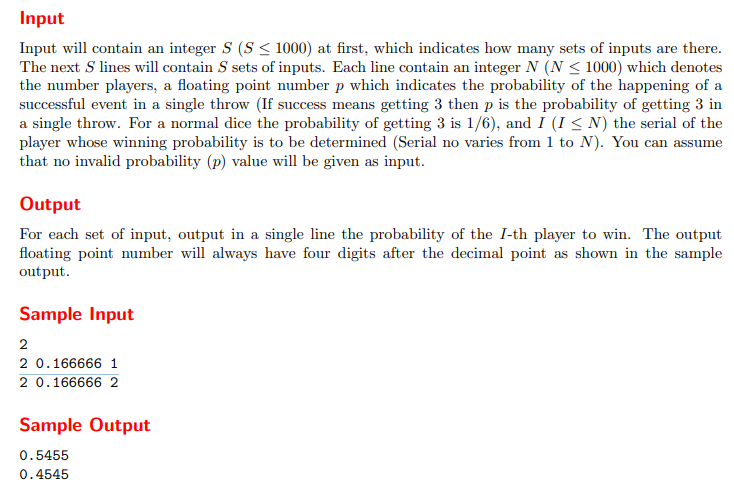 Input
Input will contain an integer S (S ≤ 1000) at first, which indicates how many sets of inputs are there.
The next S lines will contain S sets of inputs. Each line contain an integer N (N ≤ 1000) which denotes
the number players, a floating point number p which indicates the probability of the happening of a
successful event in a single throw (If success means getting 3 then p is the probability of getting 3 in
a single throw. For a normal dice the probability of getting 3 is 1/6), and I (I ≤ N) the serial of the
player whose winning probability is to be determined (Serial no varies from 1 to N). You can assume
that no invalid probability (p) value will be given as input.
Output
For each set of input, output in a single line the probability of the I-th player to win. The output
floating point number will always have four digits after the decimal point as shown in the sample
output.
Sample Input
2
2 0.166666 1
2 0.166666 2
Sample Output
0.5455
0.4545